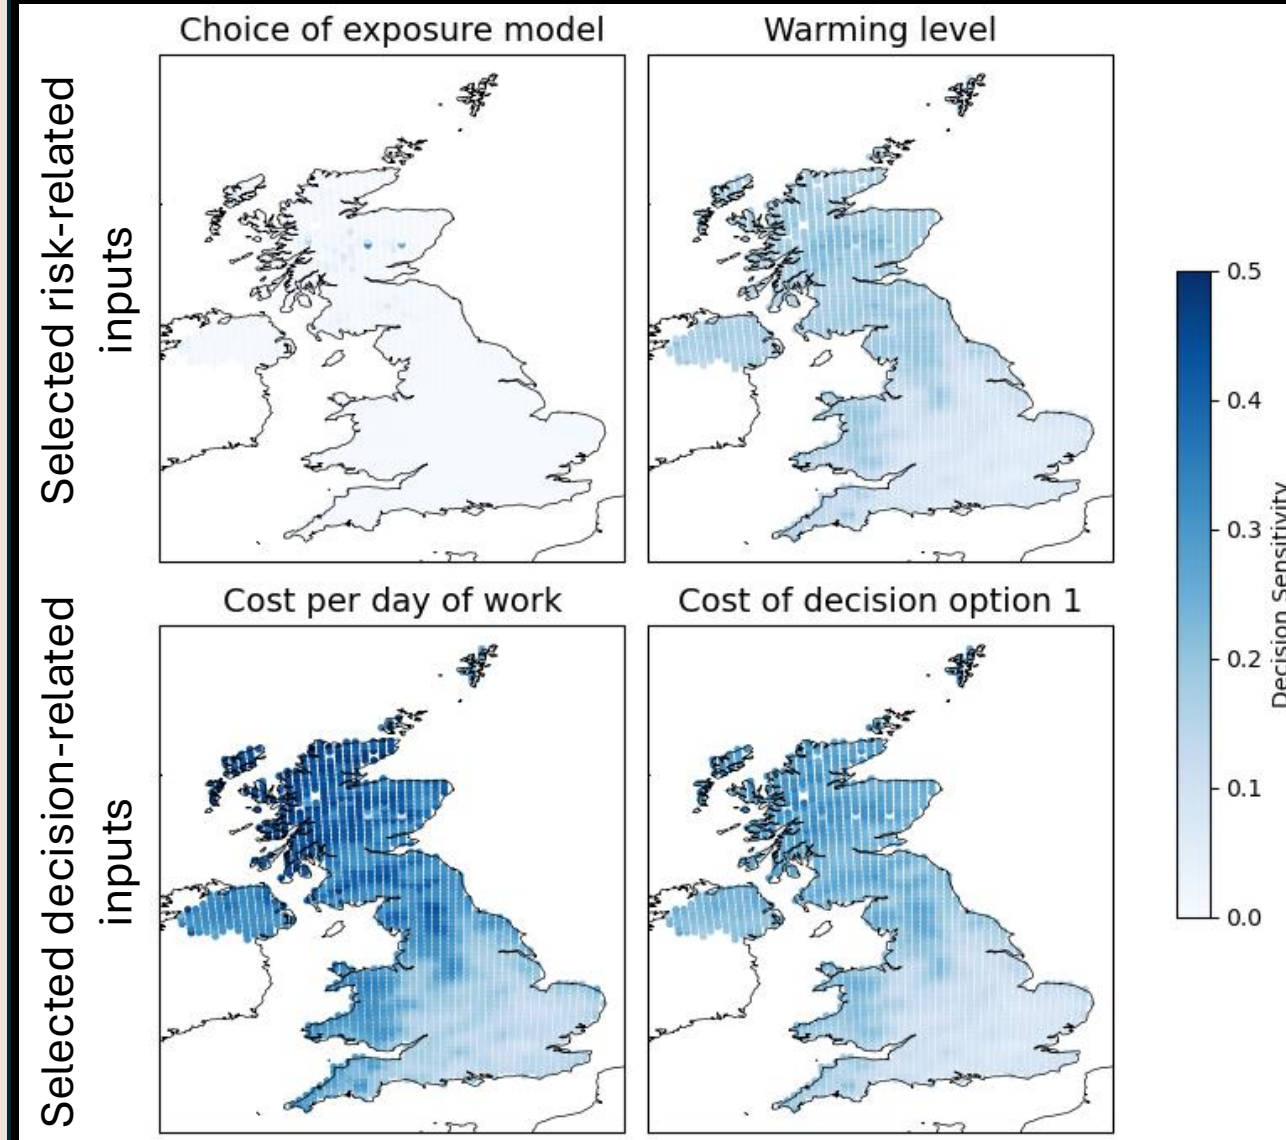 Choice of exposure model
Warming level
Selected risk-related
inputs
Cost per day of work
Cost of decision option 1
Selected decision-related
inputs
0.5
0.4
0.3
0.2
0.1
0.0
Decision Sensitivity